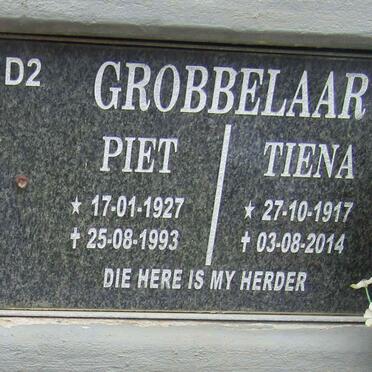 D2 GROBBELAAR
PIET TIENA
★ 17-01-1927 ★ 27-10-1917
✝ 25-08-1993 ✝ 03-08-2014
DIE HERE IS MY HERDER